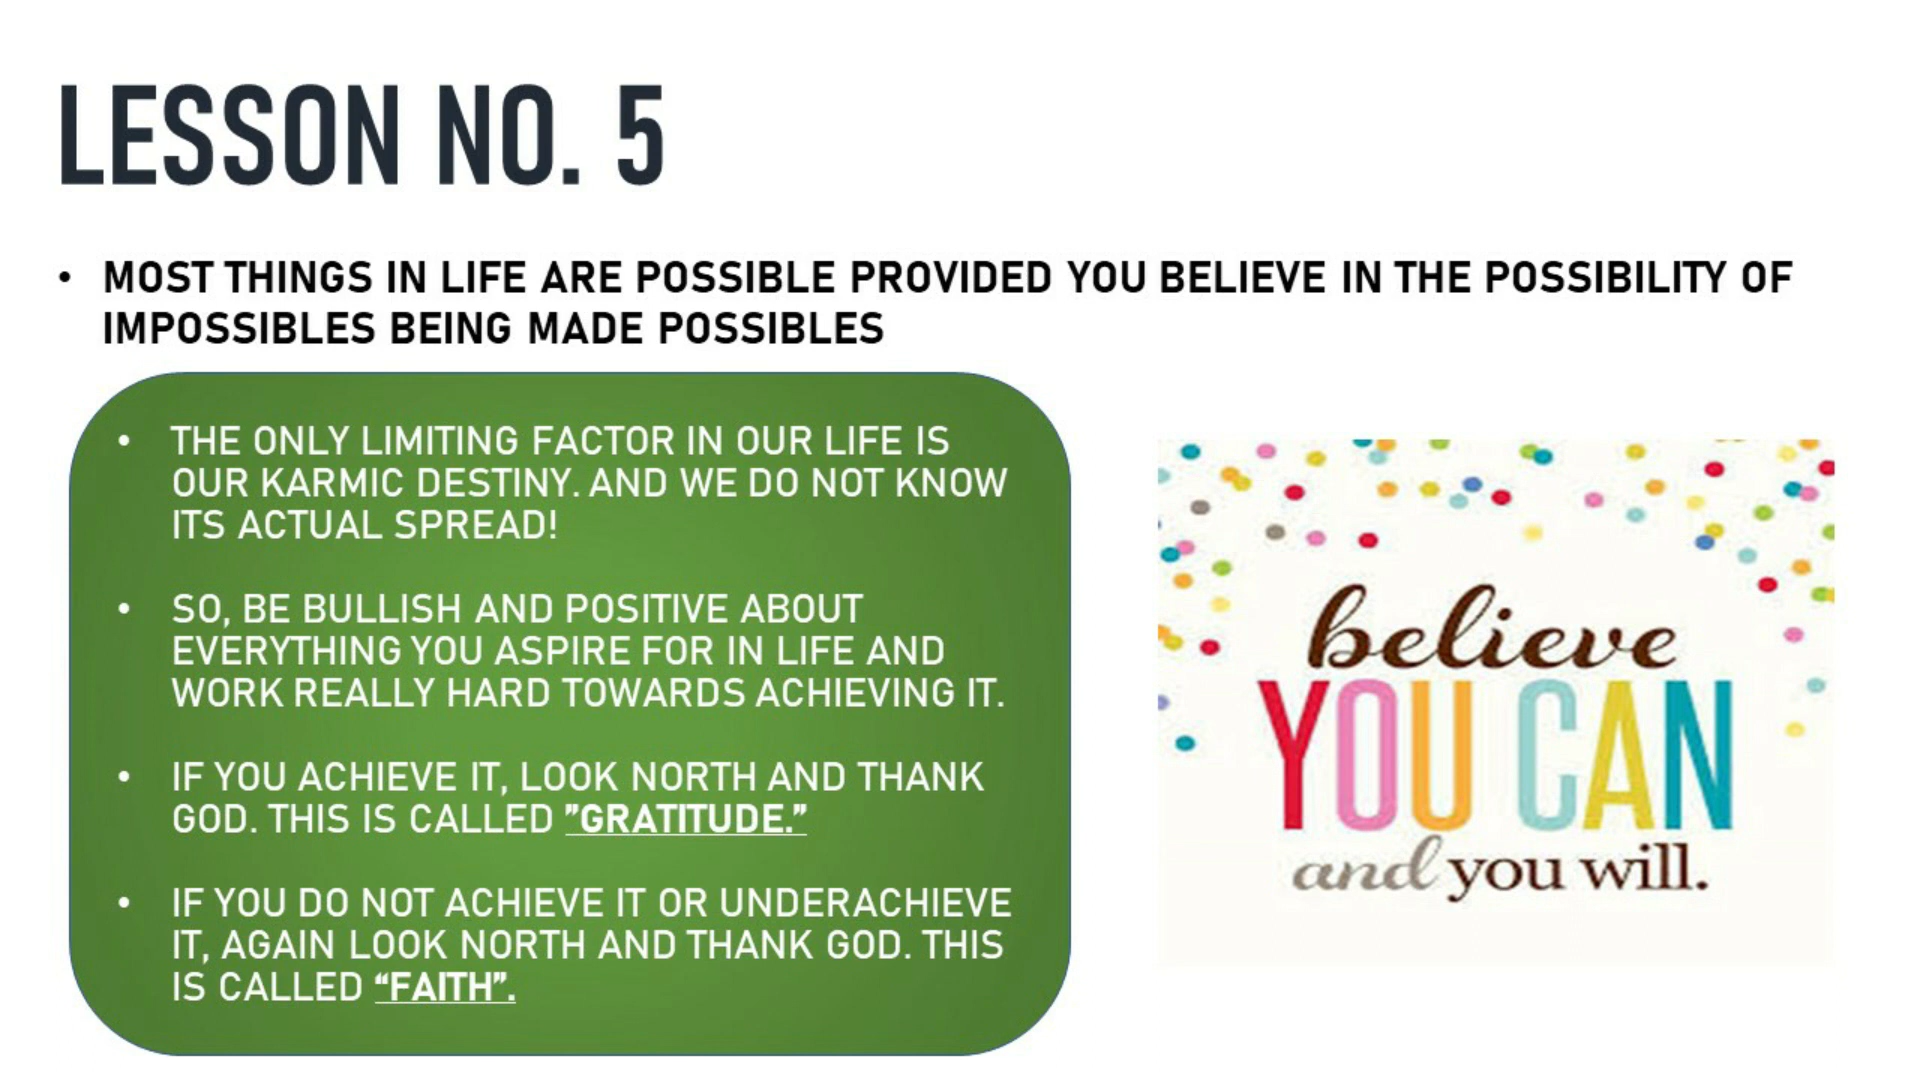 LESSON NO. 5
• MOST THINGS IN LIFE ARE POSSIBLE PROVIDED YOU BELIEVE IN THE POSSIBILITY OF
IMPOSSIBLES BEING MADE POSSIBLES
• THE ONLY LIMITING FACTOR IN OUR LIFE IS
OUR KARMIC DESTINY. AND WE DO NOT KNOW
ITS ACTUAL SPREAD!
• SO, BE BULLISH AND POSITIVE ABOUT
EVERYTHING YOU ASPIRE FOR IN LIFE AND
WORK REALLY HARD TOWARDS ACHIEVING IT.
• IF YOU ACHIEVE IT, LOOK NORTH AND THANK
GOD. THIS IS CALLED ”GRATITUDE.”
• IF YOU DO NOT ACHIEVE IT OR UNDERACHIEVE
IT, AGAIN LOOK NORTH AND THANK GOD. THIS
IS CALLED “FAITH”.
believe
YOU CAN
and you will.